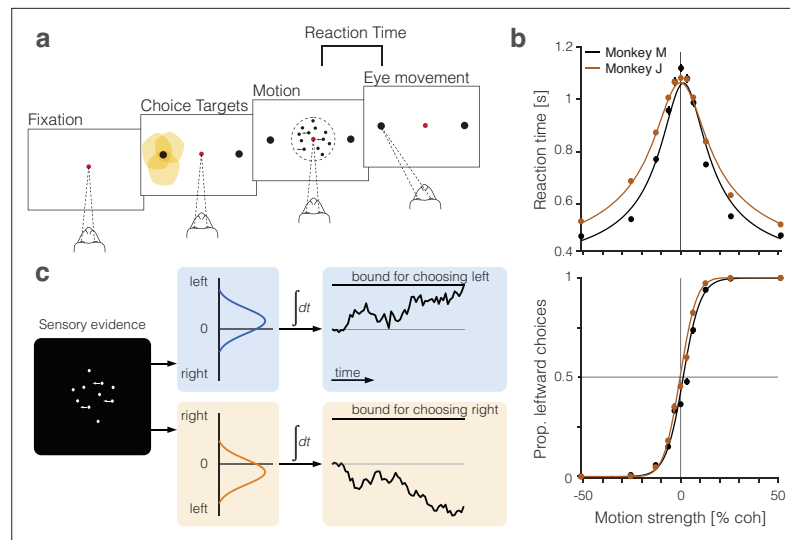 a
Reaction Time
Fixation
Choice Targets
Motion
Eye movement
b
Monkey M
Monkey J
Reaction time [s]
1.2
1
0.8
0.6
0.4
Prop. leftward choices
1
0.5
0
-50
0
50
Motion strength [% coh]
c
Sensory evidence
left
0
right
∫dt
bound for choosing left
time
right
0
left
∫dt
bound for choosing right